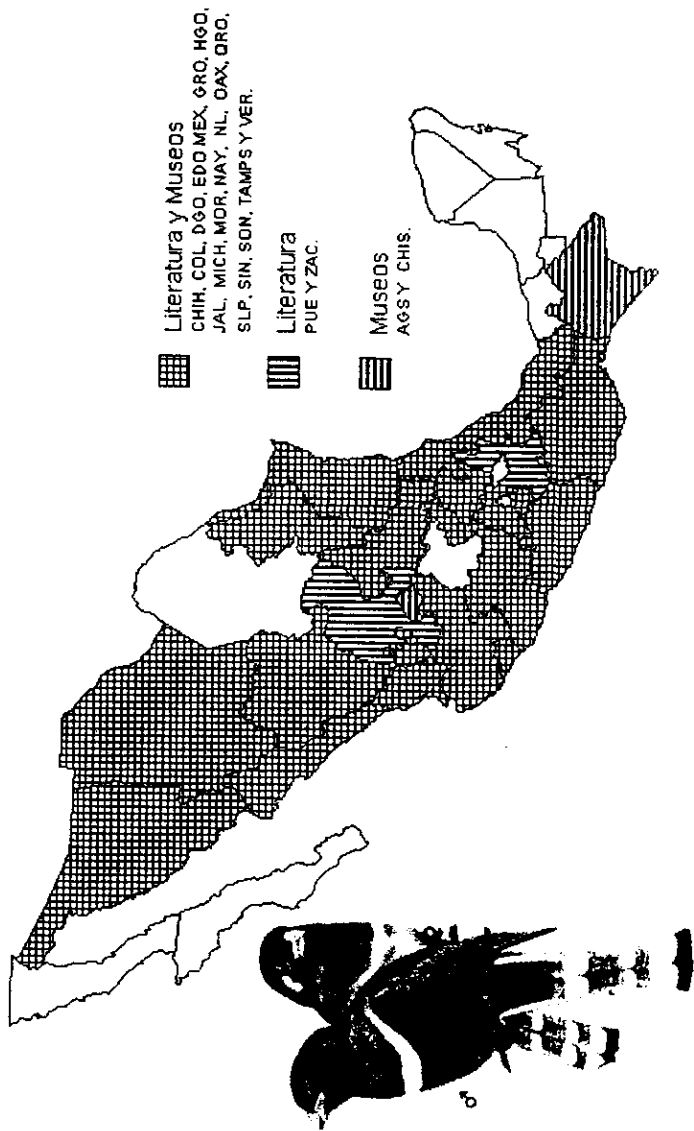 Literatura y Museos
CHIH, COL, DGO, EDO MEX, GRO, HGO,
JAL, MICH, MOR, NAY, NL, OAX, QRO,
SLP, SIN, SON, TAMPS Y VER.
Literatura
PUE Y ZAC.
Museos
AGS Y CHIS.
♂